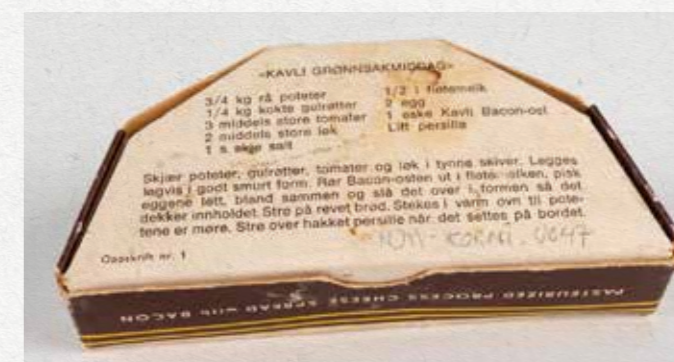 «KAVLI GRØNNSAKMIDDAG»
3/4 kg rå poteter
1/4 kg kokte gulrøtter
3 middels store tomater
2 middels store løk
1 s.skje salt
1/2 l fløtemelk
2 egg
1 eske Kavli Bacon-ost
Litt persille
Skjær poteter, gulrøtter, tomater og løk i tynne skiver. Legges
lagvis i godt smurt form. Rør Bacon-osten ut i fløtemelken, pisk
eggene lett, bland sammen og slå det over i formen så det
dekker innholdet. Strø på revet brød. Stekes i varm ovn til pote-
tene er møre. Strø over hakket persille når det settes på bordet.
Oppskrift nr. 1
PASTEURIZED PROCESS CHEESE SPREAD with BACON